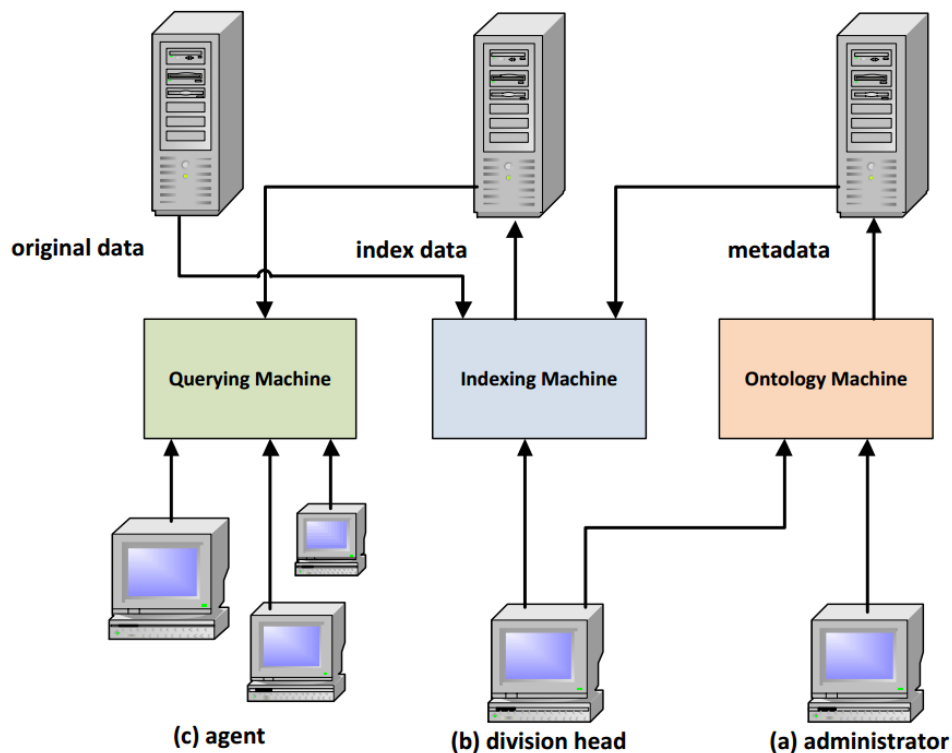 original data
index data
metadata
Querying Machine
Indexing Machine
Ontology Machine
(c) agent
(b) division head
(a) administrator